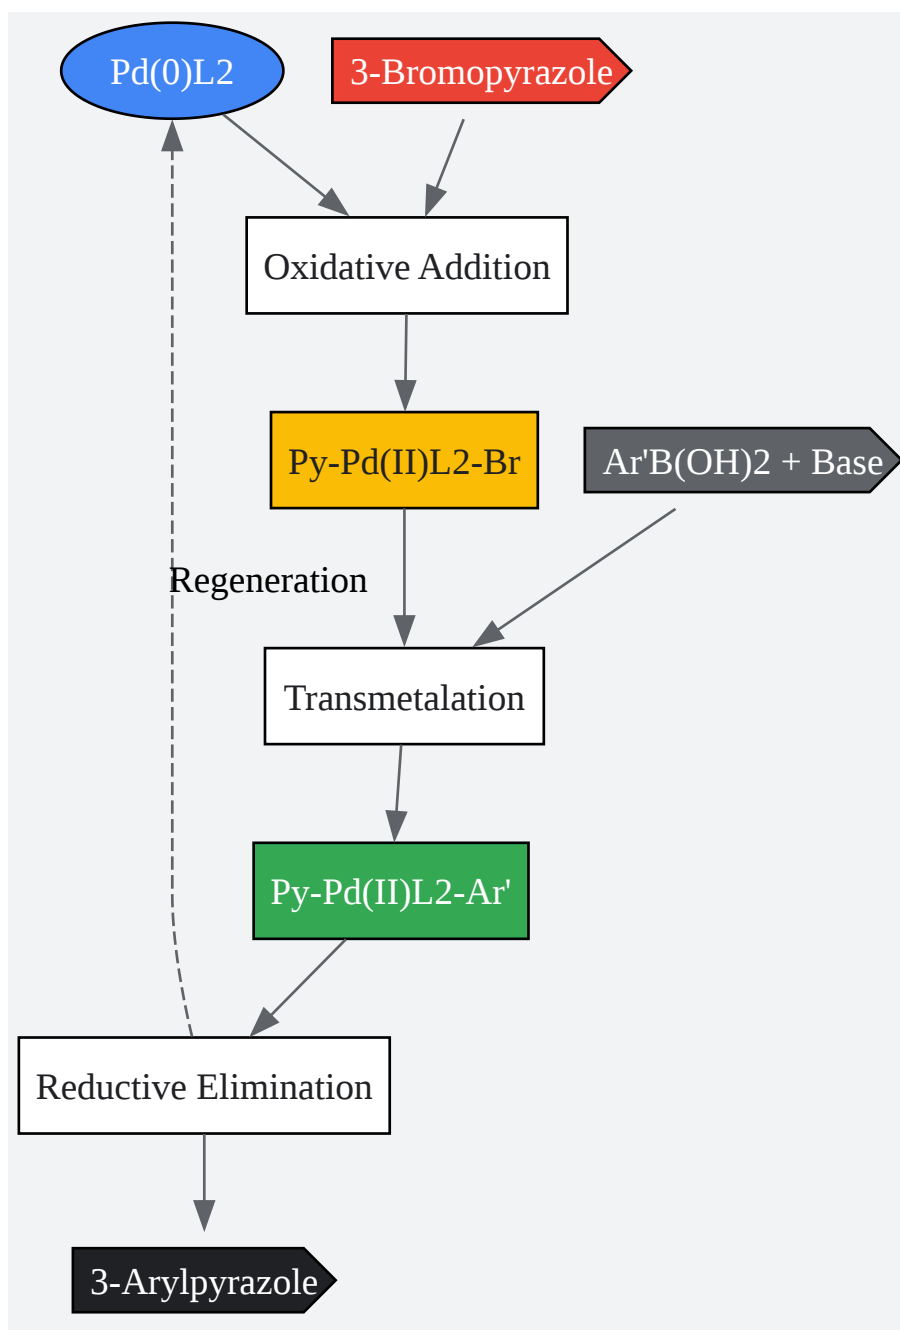 Pd(0)L2
3-Bromopyrazole
Oxidative Addition
Py-Pd(II)L2-Br
Ar'B(OH)2 + Base
Regeneration
Transmetalation
Py-Pd(II)L2-Ar'
Reductive Elimination
3-Arylpyrazole